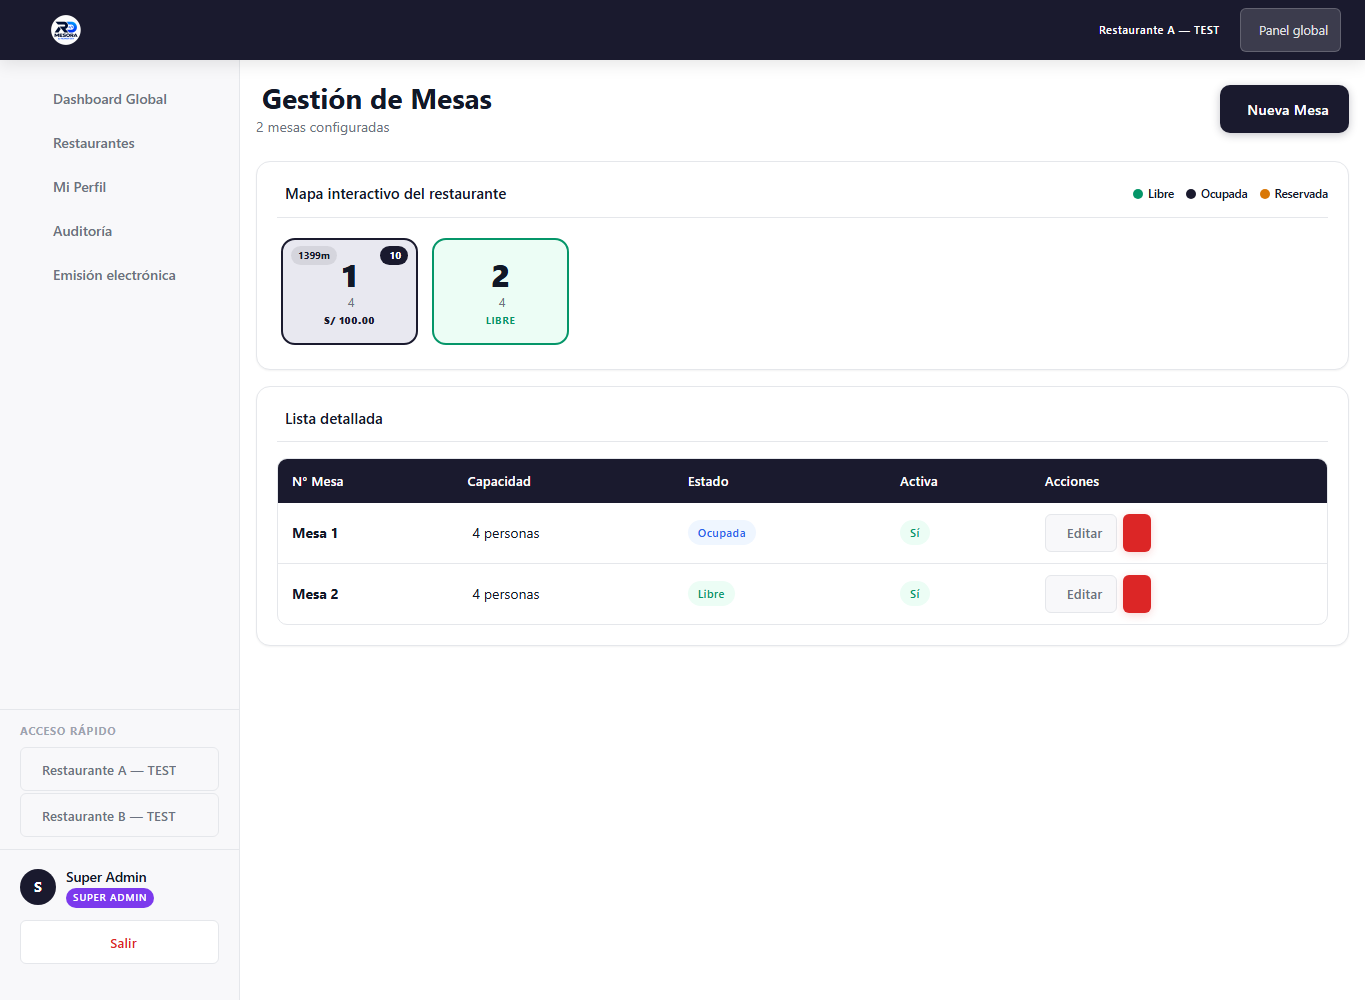 MESORA
Restaurante A — TEST
Panel global
Dashboard Global
Restaurantes
Mi Perfil
Auditoría
Emisión electrónica
ACCESO RÁPIDO
Restaurante A — TEST
Restaurante B — TEST
S
Super Admin
SUPER ADMIN
Salir
Gestión de Mesas
2 mesas configuradas
Nueva Mesa
Mapa interactivo del restaurante
Libre Ocupada Reservada
1399m 10
1
4
S/ 100.00
2
4
LIBRE
Lista detallada
N° Mesa Capacidad Estado Activa Acciones
Mesa 1 4 personas Ocupada Sí Editar
Mesa 2 4 personas Libre Sí Editar